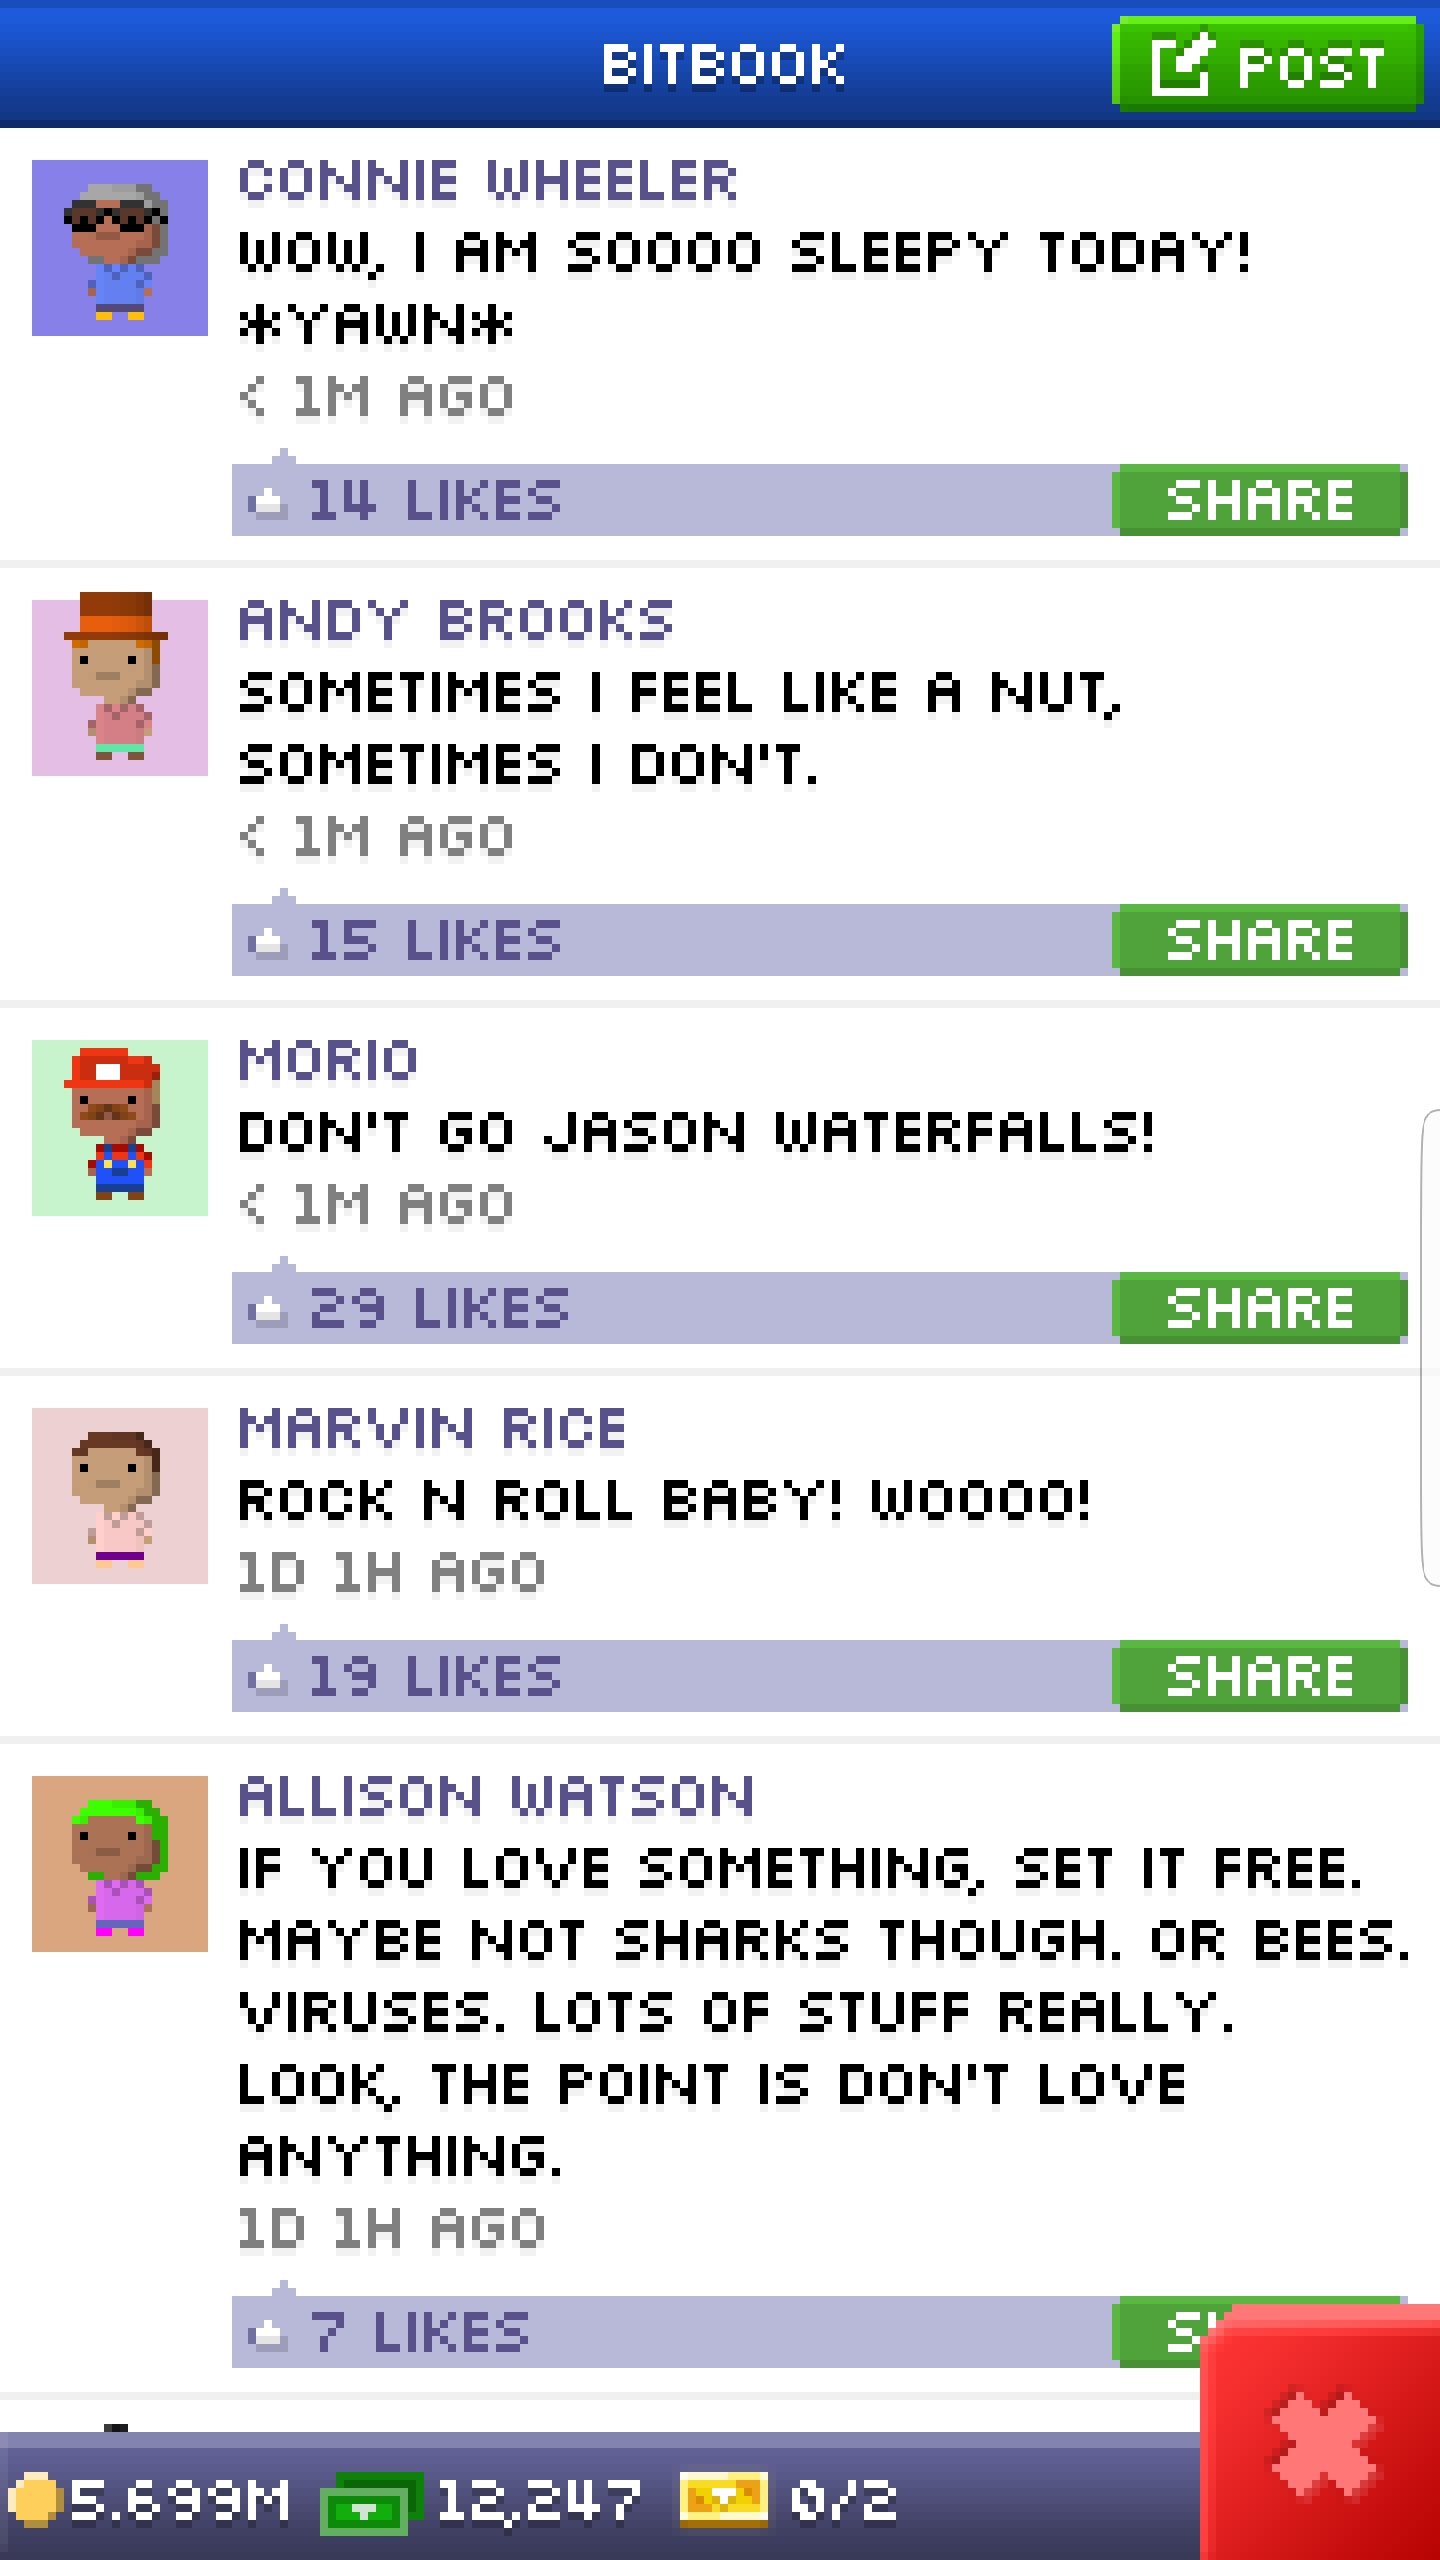 BITBOOK
POST
CONNIE WHEELER
WOW, I AM SOOOO SLEEPY TODAY!
*YAWN*
< 1M AGO
14 LIKES
SHARE
ANDY BROOKS
SOMETIMES I FEEL LIKE A NUT,
SOMETIMES I DON'T.
< 1M AGO
15 LIKES
SHARE
MORIO
DON'T GO JASON WATERFALLS!
< 1M AGO
29 LIKES
SHARE
MARVIN RICE
ROCK N ROLL BABY! WOOOO!
1D 1H AGO
19 LIKES
SHARE
ALLISON WATSON
IF YOU LOVE SOMETHING, SET IT FREE.
MAYBE NOT SHARKS THOUGH. OR BEES.
VIRUSES. LOTS OF STUFF REALLY.
LOOK, THE POINT IS DON'T LOVE
ANYTHING.
1D 1H AGO
7 LIKES
5.699M 12,247 0/2